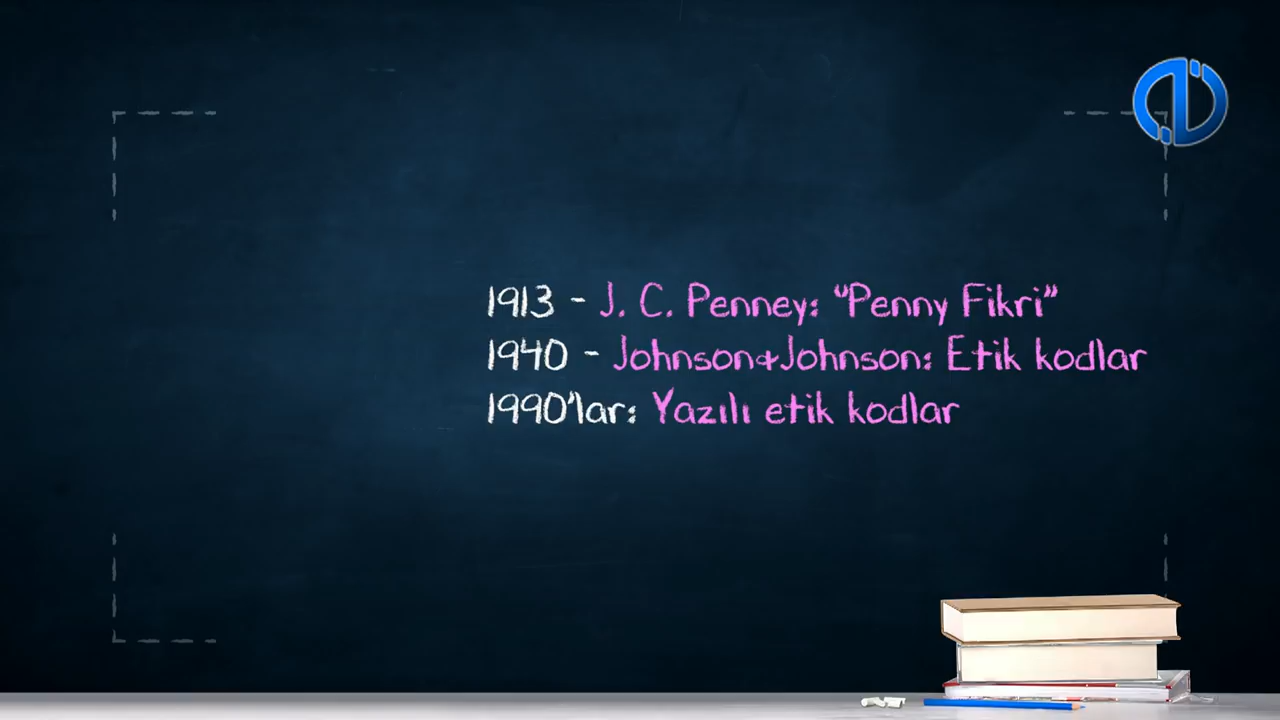 1913 - J. C. Penney: "Penny Fikri"
1940 - Johnson&Johnson: Etik kodlar
1990'lar: Yazılı etik kodlar